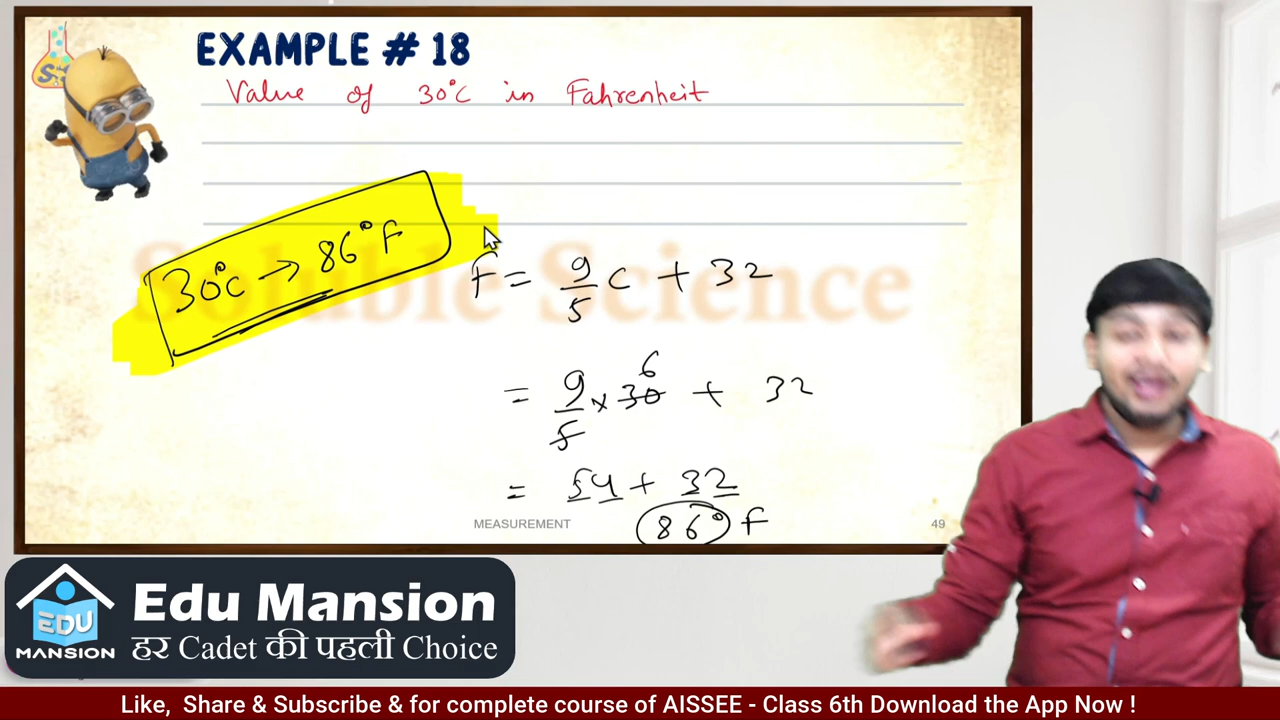 EXAMPLE # 18
Value of 30°C in Fahrenheit
30°C → 86°F
F = 9/5 C + 32
= 9/5 × 30 6 + 32
= 54 + 32
86° F
Soluble Science
MEASUREMENT
49
EDU
MANSION
Edu Mansion
हर Cadet की पहली Choice
Like, Share & Subscribe & for complete course of AISSEE - Class 6th Download the App Now !